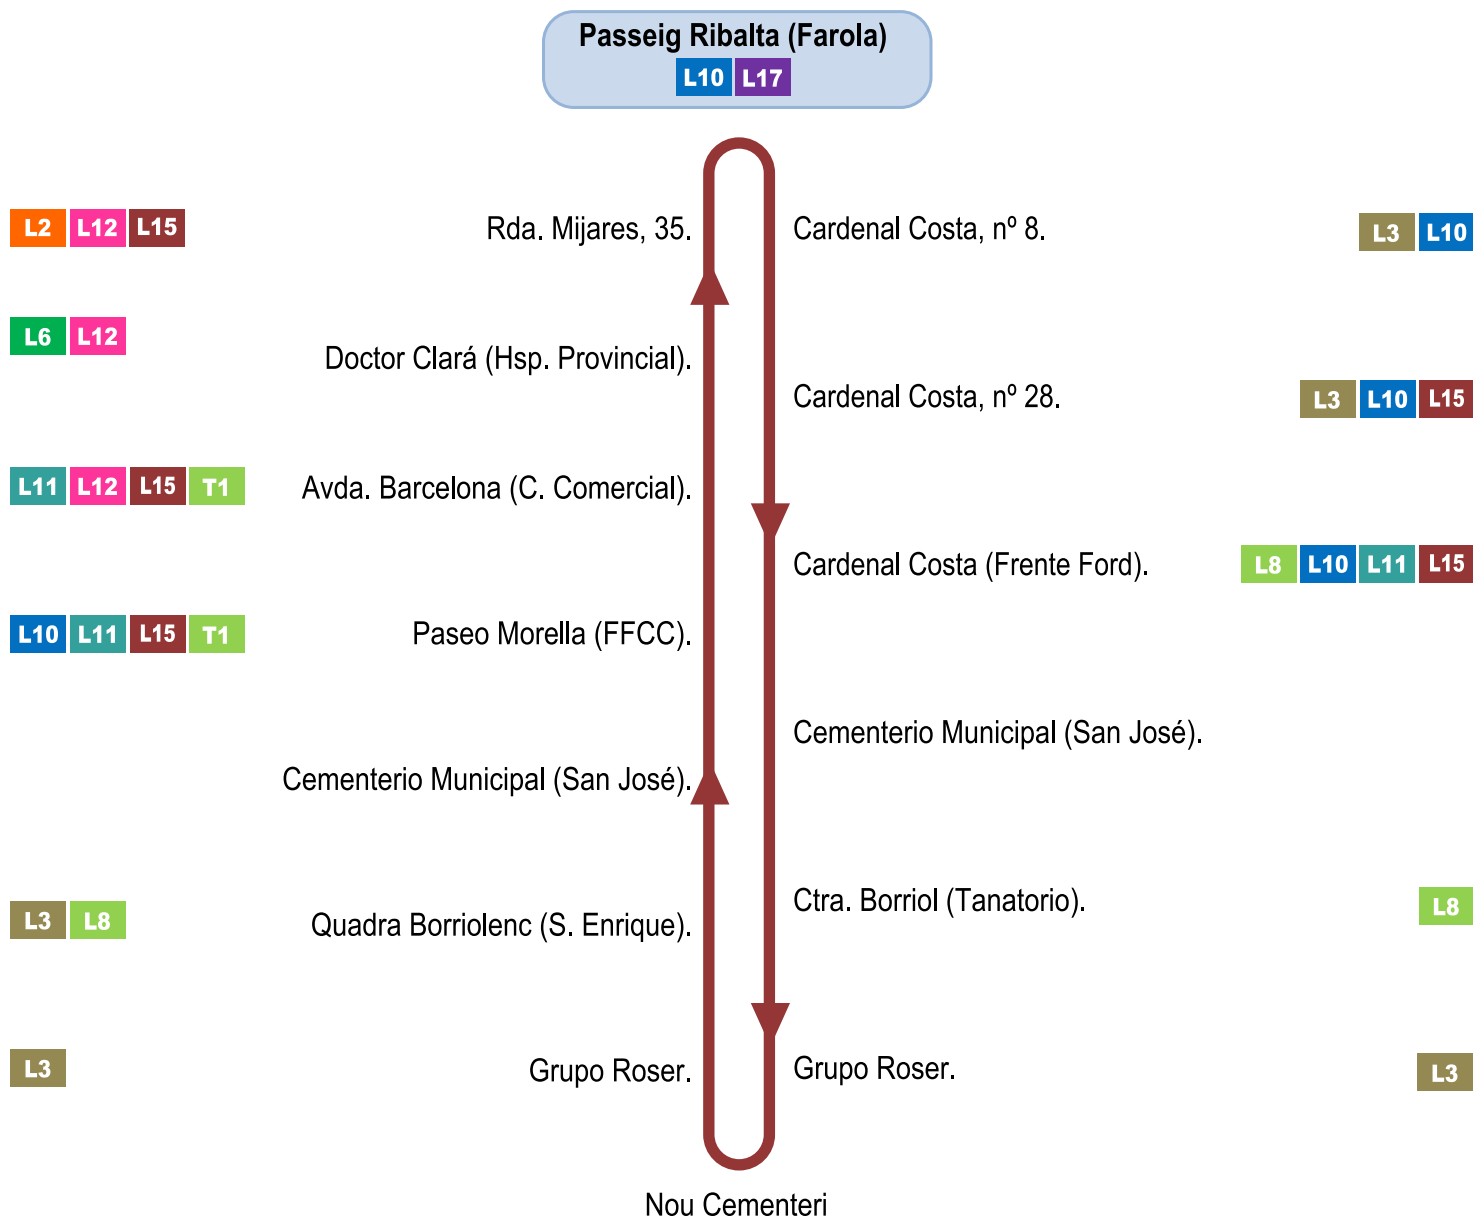 Passeig Ribalta (Farola)
L10 L17
L2 L12 L15 Rda. Mijares, 35. Cardenal Costa, nº 8. L3 L10
L6 L12 Doctor Clará (Hsp. Provincial).
Cardenal Costa, nº 28. L3 L10 L15
L11 L12 L15 T1 Avda. Barcelona (C. Comercial).
Cardenal Costa (Frente Ford). L8 L10 L11 L15
L10 L11 L15 T1 Paseo Morella (FFCC).
Cementerio Municipal (San José).
Cementerio Municipal (San José).
Ctra. Borriol (Tanatorio). L8
L3 L8 Quadra Borriolenc (S. Enrique).
L3 Grupo Roser. Grupo Roser. L3
Nou Cementeri